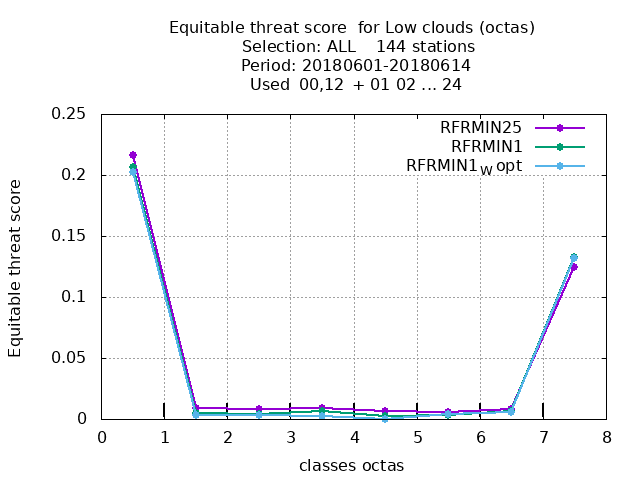 Equitable threat score  for Low clouds (octas)
Selection: ALL    144 stations
Period: 20180601-20180614
Used  00,12  + 01 02 ... 24
0.25
0.2
0.15
0.1
0.05
0
Equitable threat score
RFRMIN25
RFRMIN1
RFRMIN1W opt
0 1 2 3 4 5 6 7 8
classes octas